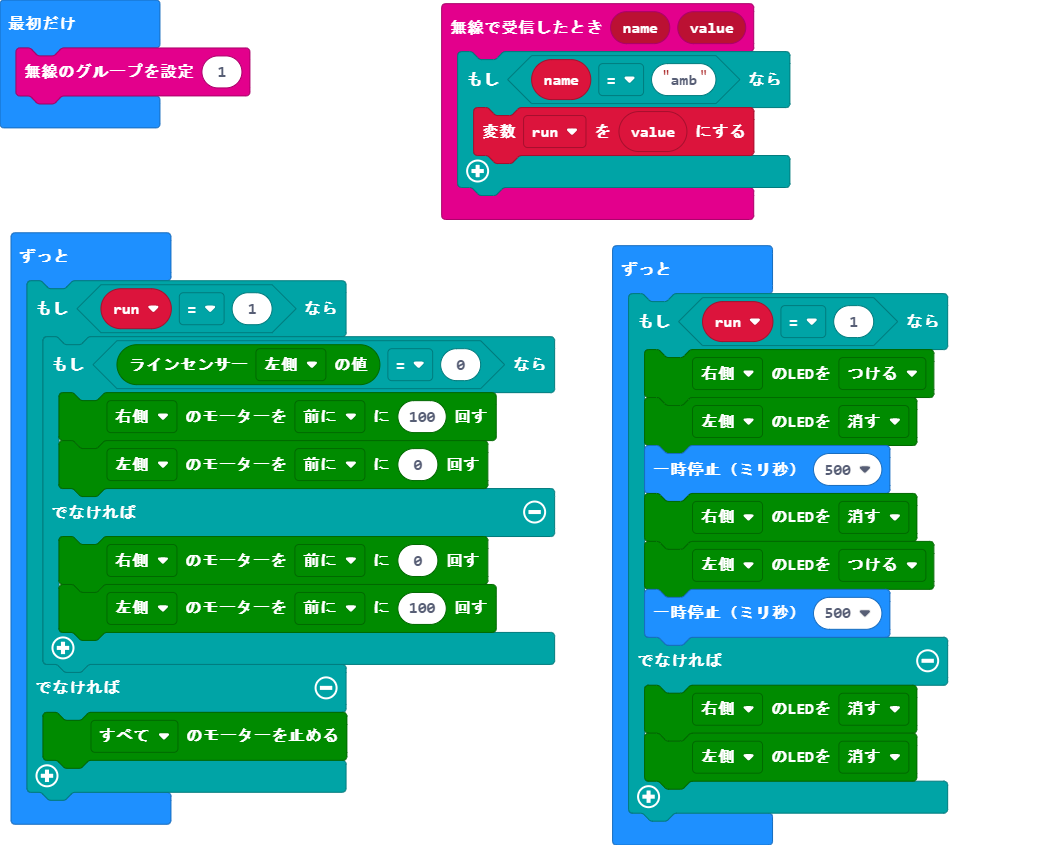 最初だけ
無線のグループを設定 1
無線で受信したとき name value
もし name = "amb" なら
変数 run を value にする
ずっと
もし run = 1 なら
もし ラインセンサー 左側 の値 = 0 なら
右側 のモーターを 前に に 100 回す
左側 のモーターを 前に に 0 回す
でなければ
右側 のモーターを 前に に 0 回す
左側 のモーターを 前に に 100 回す
でなければ
すべて のモーターを止める
ずっと
もし run = 1 なら
右側 のLEDを つける
左側 のLEDを 消す
一時停止（ミリ秒） 500
右側 のLEDを 消す
左側 のLEDを つける
一時停止（ミリ秒） 500
でなければ
右側 のLEDを 消す
左側 のLEDを 消す